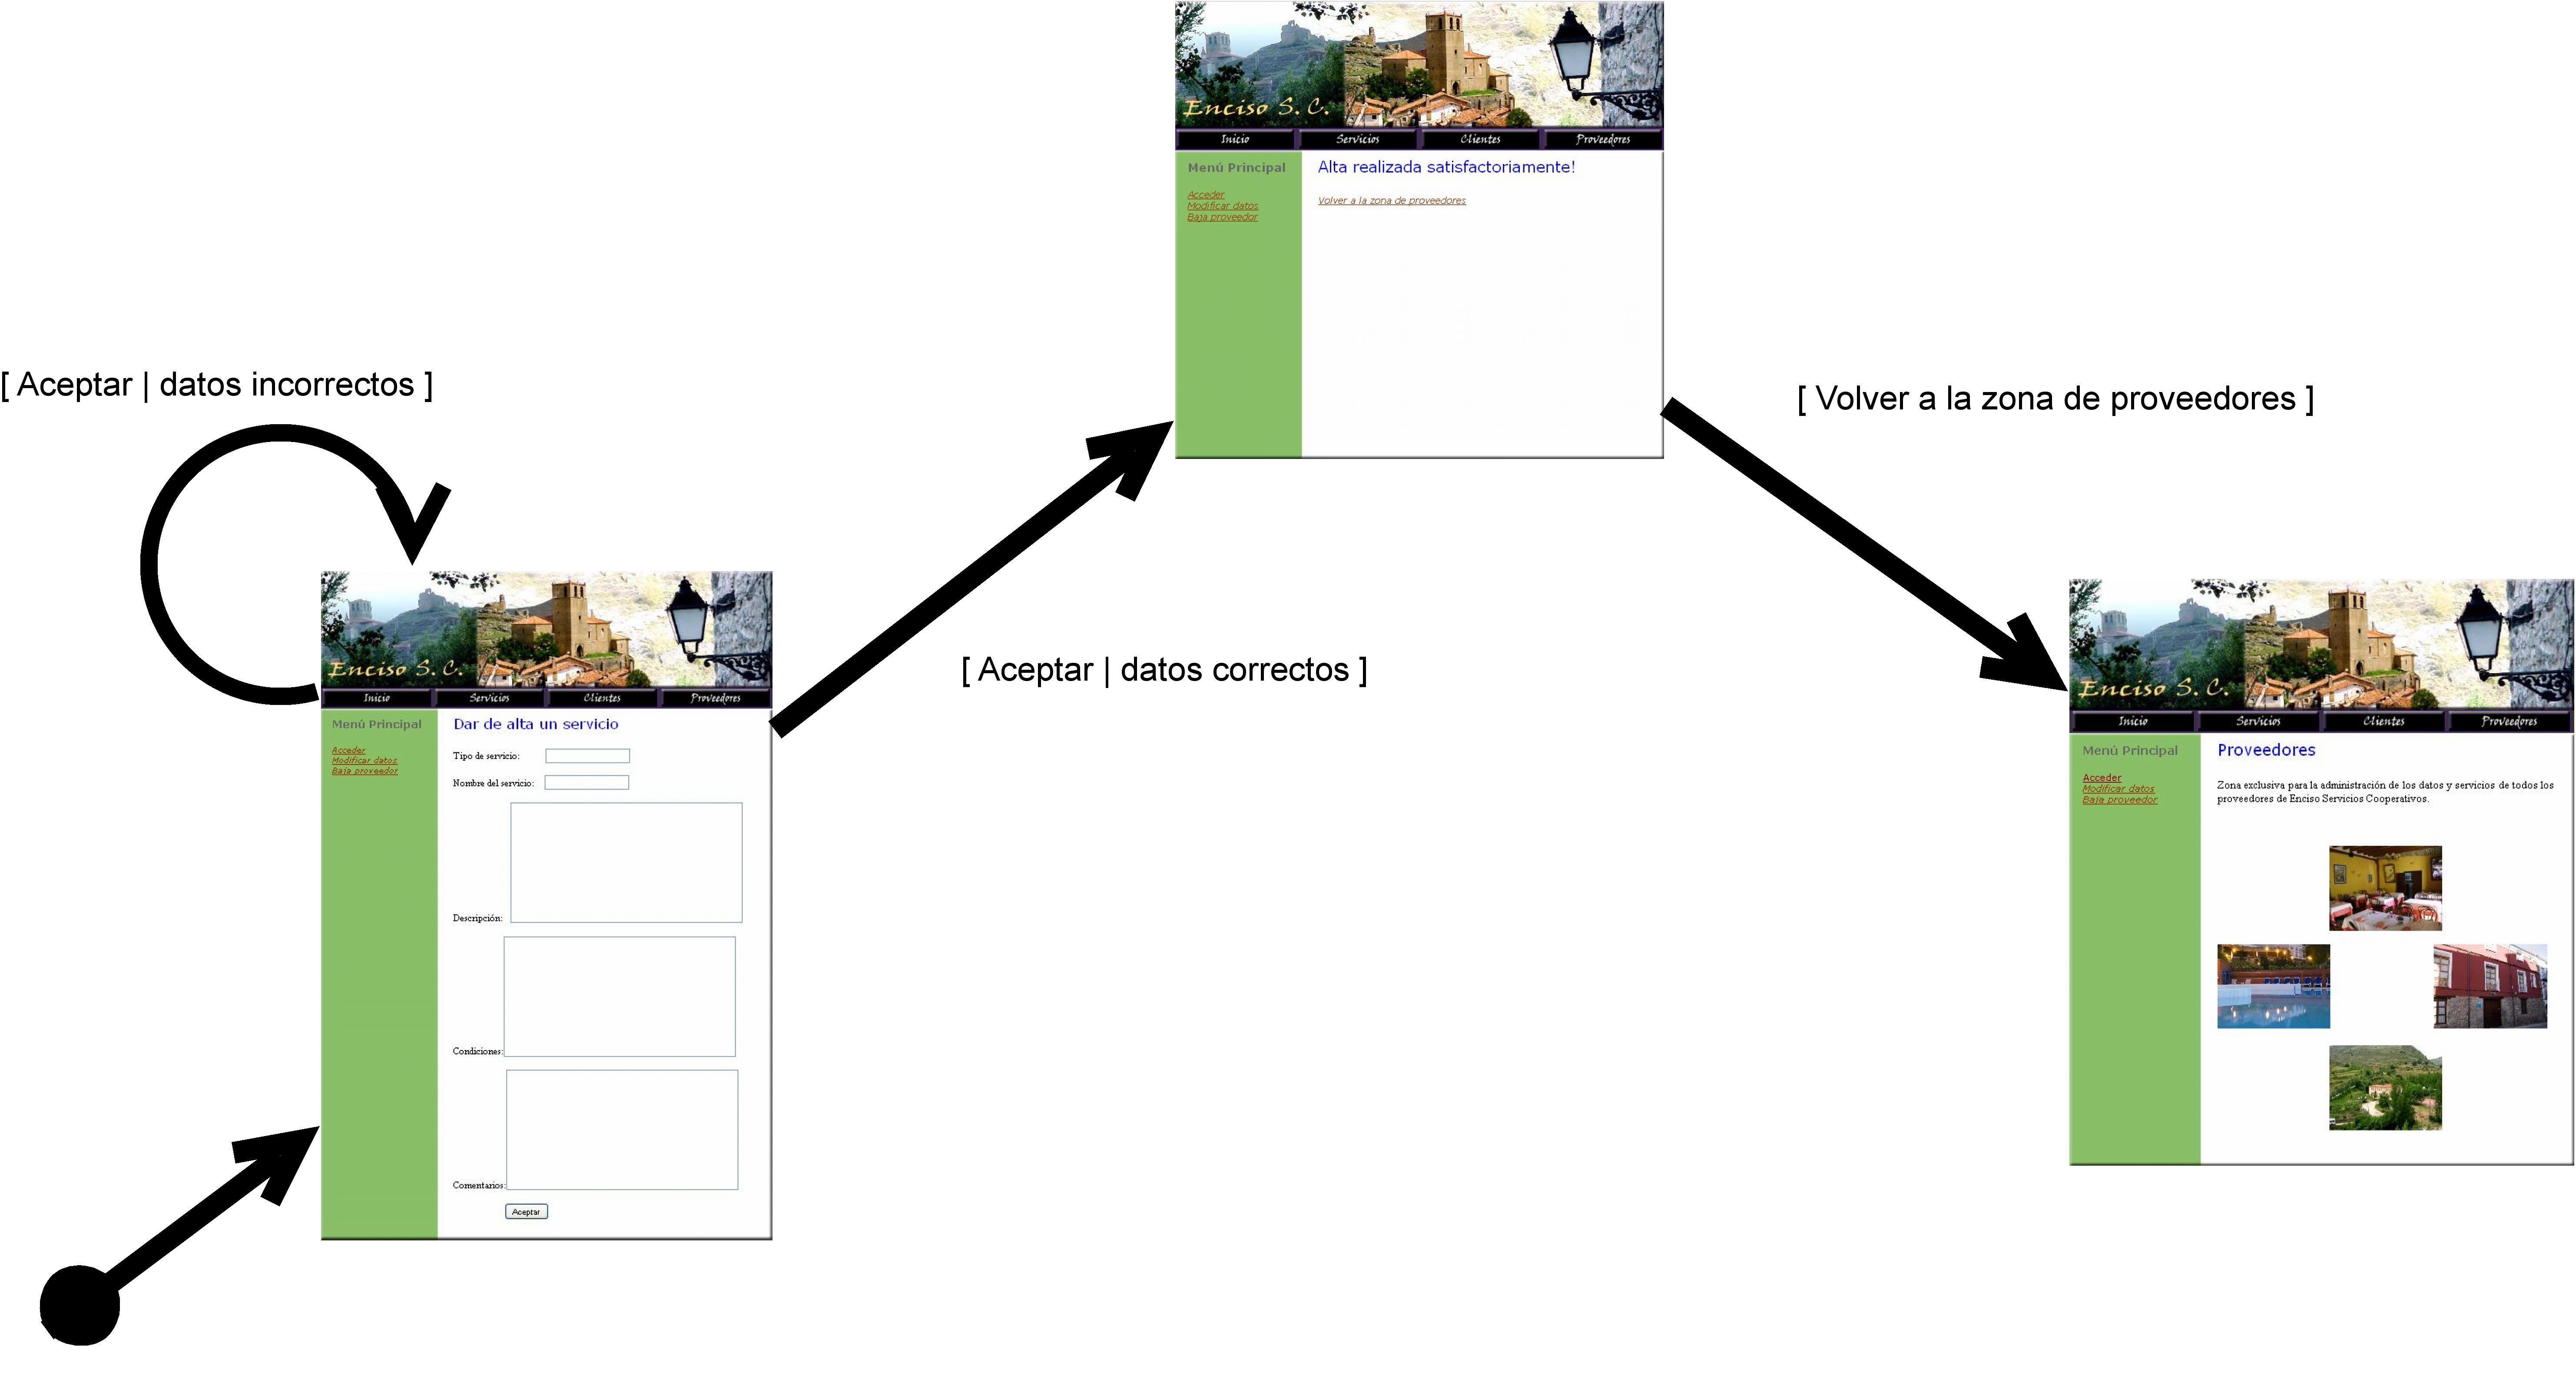 Enciso S. C.
Inicio Servicios Clientes Proveedores
Menú Principal
Acceder
Modificar datos
Baja proveedor
Alta realizada satisfactoriamente!
Volver a la zona de proveedores
[ Aceptar | datos incorrectos ]
[ Volver a la zona de proveedores ]
[ Aceptar | datos correctos ]
Enciso S. C.
Inicio Servicios Clientes Proveedores
Menú Principal
Acceder
Modificar datos
Baja proveedor
Dar de alta un servicio
Tipo de servicio:
Nombre del servicio:
Descripción:
Condiciones:
Comentarios:
Aceptar
Enciso S. C.
Inicio Servicios Clientes Proveedores
Menú Principal
Acceder
Modificar datos
Baja proveedor
Proveedores
Zona exclusiva para la administración de los datos y servicios de todos los
proveedores de Enciso Servicios Cooperativos.